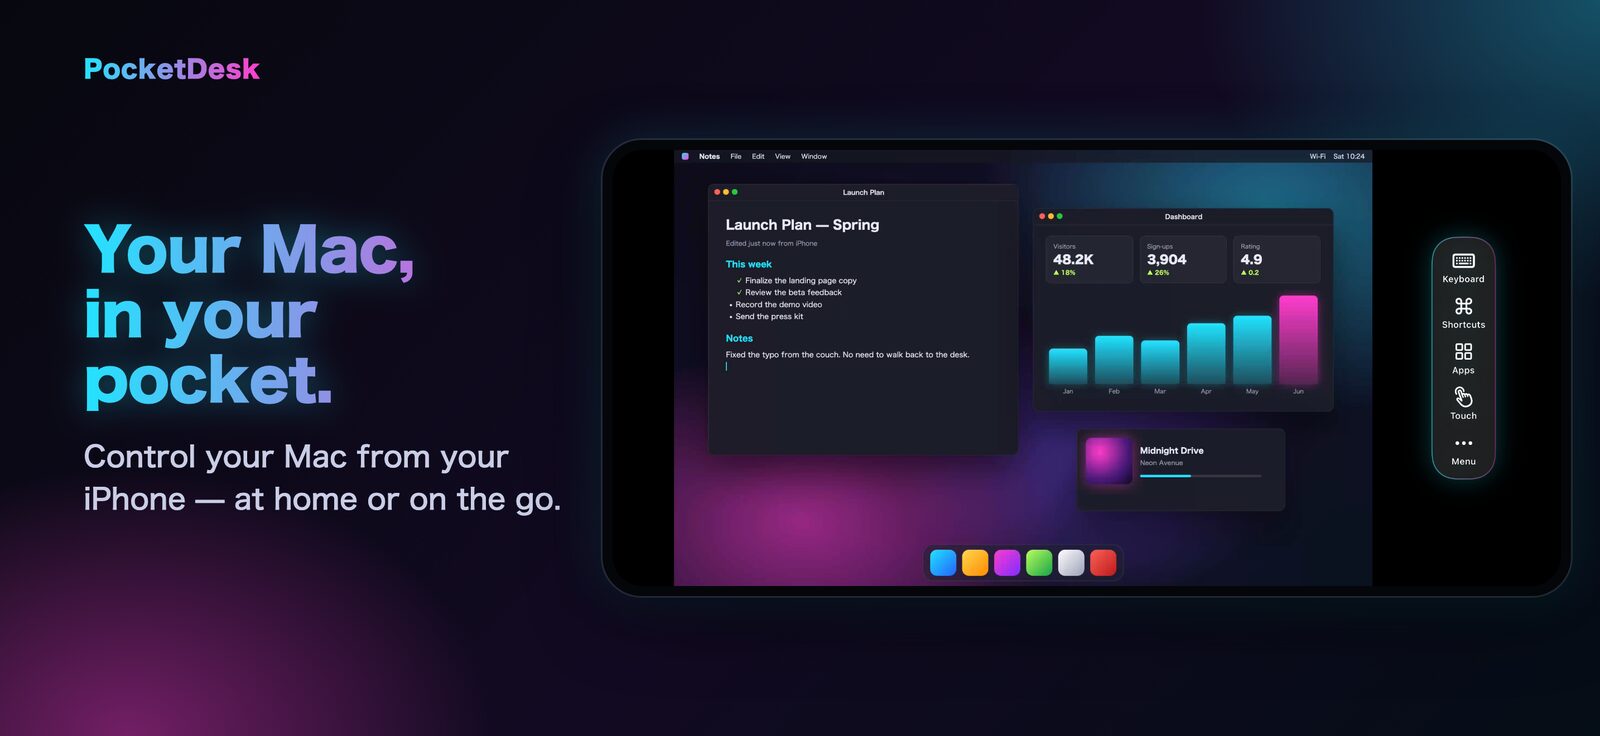 PocketDesk
Your Mac,
in your
pocket.
Control your Mac from your
iPhone — at home or on the go.
Notes File Edit View Window
Wi-Fi Sat 10:24
Launch Plan
Launch Plan — Spring
Edited just now from iPhone
This week
✓ Finalize the landing page copy
✓ Review the beta feedback
• Record the demo video
• Send the press kit
Notes
Fixed the typo from the couch. No need to walk back to the desk.
Dashboard
Visitors
48.2K
▲ 18%
Sign-ups
3,904
▲ 26%
Rating
4.9
▲ 0.2
Jan Feb Mar Apr May Jun
Midnight Drive
Neon Avenue
Keyboard
Shortcuts
Apps
Touch
Menu